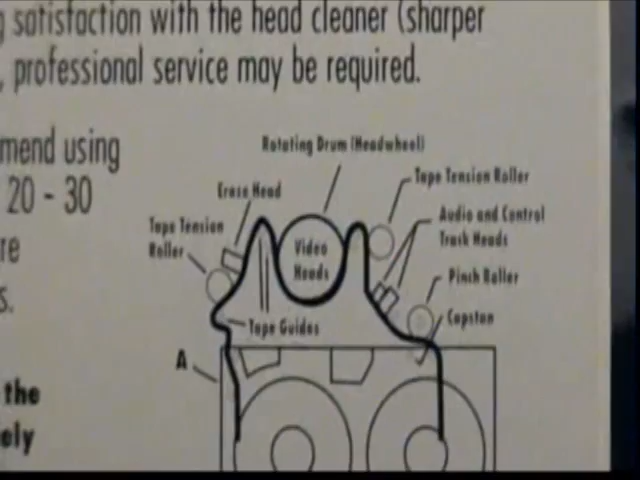 satisfaction with the head cleaner (sharper
, professional service may be required.
mend using
20 - 30
re
s.
the
ely
Rotating Drum (Headwheel)
Erase Head
Tape Tension Roller
Tape Tension
Roller
Video
Heads
Audio and Control
Track Heads
Pinch Roller
Capstan
Tape Guides
A